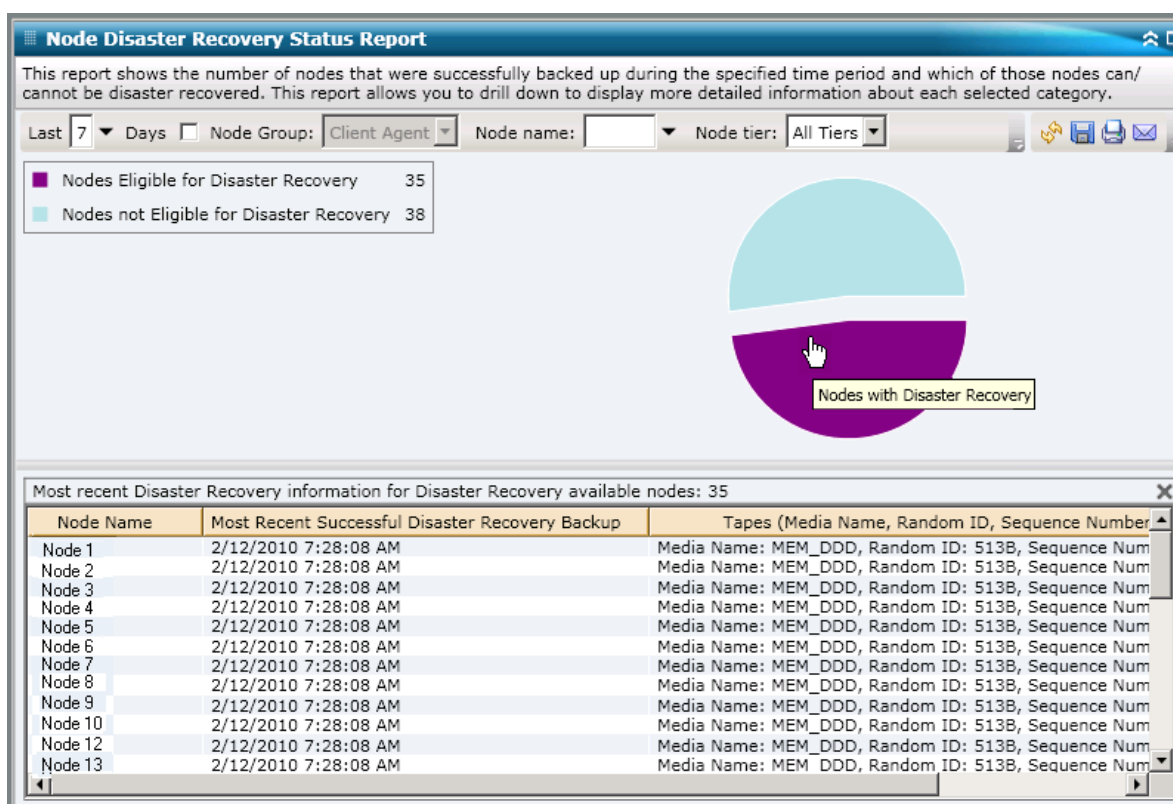 Node Disaster Recovery Status Report
This report shows the number of nodes that were successfully backed up during the specified time period and which of those nodes can/
cannot be disaster recovered. This report allows you to drill down to display more detailed information about each selected category.
Last 7 Days Node Group: Client Agent Node name: Node tier: All Tiers
Nodes Eligible for Disaster Recovery 35
Nodes not Eligible for Disaster Recovery 38
Nodes with Disaster Recovery
Most recent Disaster Recovery information for Disaster Recovery available nodes: 35
Node Name Most Recent Successful Disaster Recovery Backup Tapes (Media Name, Random ID, Sequence Number
Node 1 2/12/2010 7:28:08 AM Media Name: MEM_DDD, Random ID: 513B, Sequence Num
Node 2 2/12/2010 7:28:08 AM Media Name: MEM_DDD, Random ID: 513B, Sequence Num
Node 3 2/12/2010 7:28:08 AM Media Name: MEM_DDD, Random ID: 513B, Sequence Num
Node 4 2/12/2010 7:28:08 AM Media Name: MEM_DDD, Random ID: 513B, Sequence Num
Node 5 2/12/2010 7:28:08 AM Media Name: MEM_DDD, Random ID: 513B, Sequence Num
Node 6 2/12/2010 7:28:08 AM Media Name: MEM_DDD, Random ID: 513B, Sequence Num
Node 7 2/12/2010 7:28:08 AM Media Name: MEM_DDD, Random ID: 513B, Sequence Num
Node 8 2/12/2010 7:28:08 AM Media Name: MEM_DDD, Random ID: 513B, Sequence Num
Node 9 2/12/2010 7:28:08 AM Media Name: MEM_DDD, Random ID: 513B, Sequence Num
Node 10 2/12/2010 7:28:08 AM Media Name: MEM_DDD, Random ID: 513B, Sequence Num
Node 12 2/12/2010 7:28:08 AM Media Name: MEM_DDD, Random ID: 513B, Sequence Num
Node 13 2/12/2010 7:28:08 AM Media Name: MEM_DDD, Random ID: 513B, Sequence Num